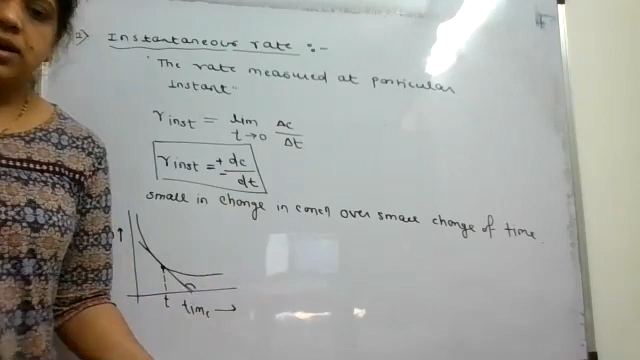 2) Instantaneous rate :-
The rate measured at particular
Instant-
rinst = lim Δc
t→0 Δt
rinst = ± dc
dt
small in change in concn over small change of time
t time →